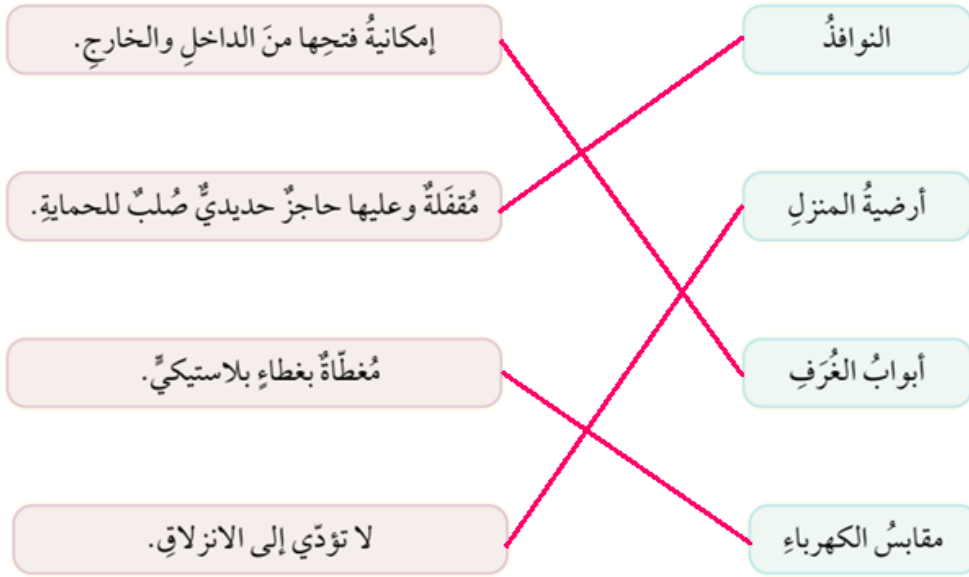 النوافذُ
إمكانيةُ فتحِها منَ الداخلِ والخارجِ.
أرضيةُ المنزلِ
مُقفَلةٌ وعليها حاجزٌ حديديٌّ صُلبٌ للحمايةِ.
أبوابُ الغُرَفِ
مُغطّاةٌ بغطاءٍ بلاستيكيٍّ.
مقابسُ الكهرباءِ
لا تؤدّي إلى الانزلاقِ.